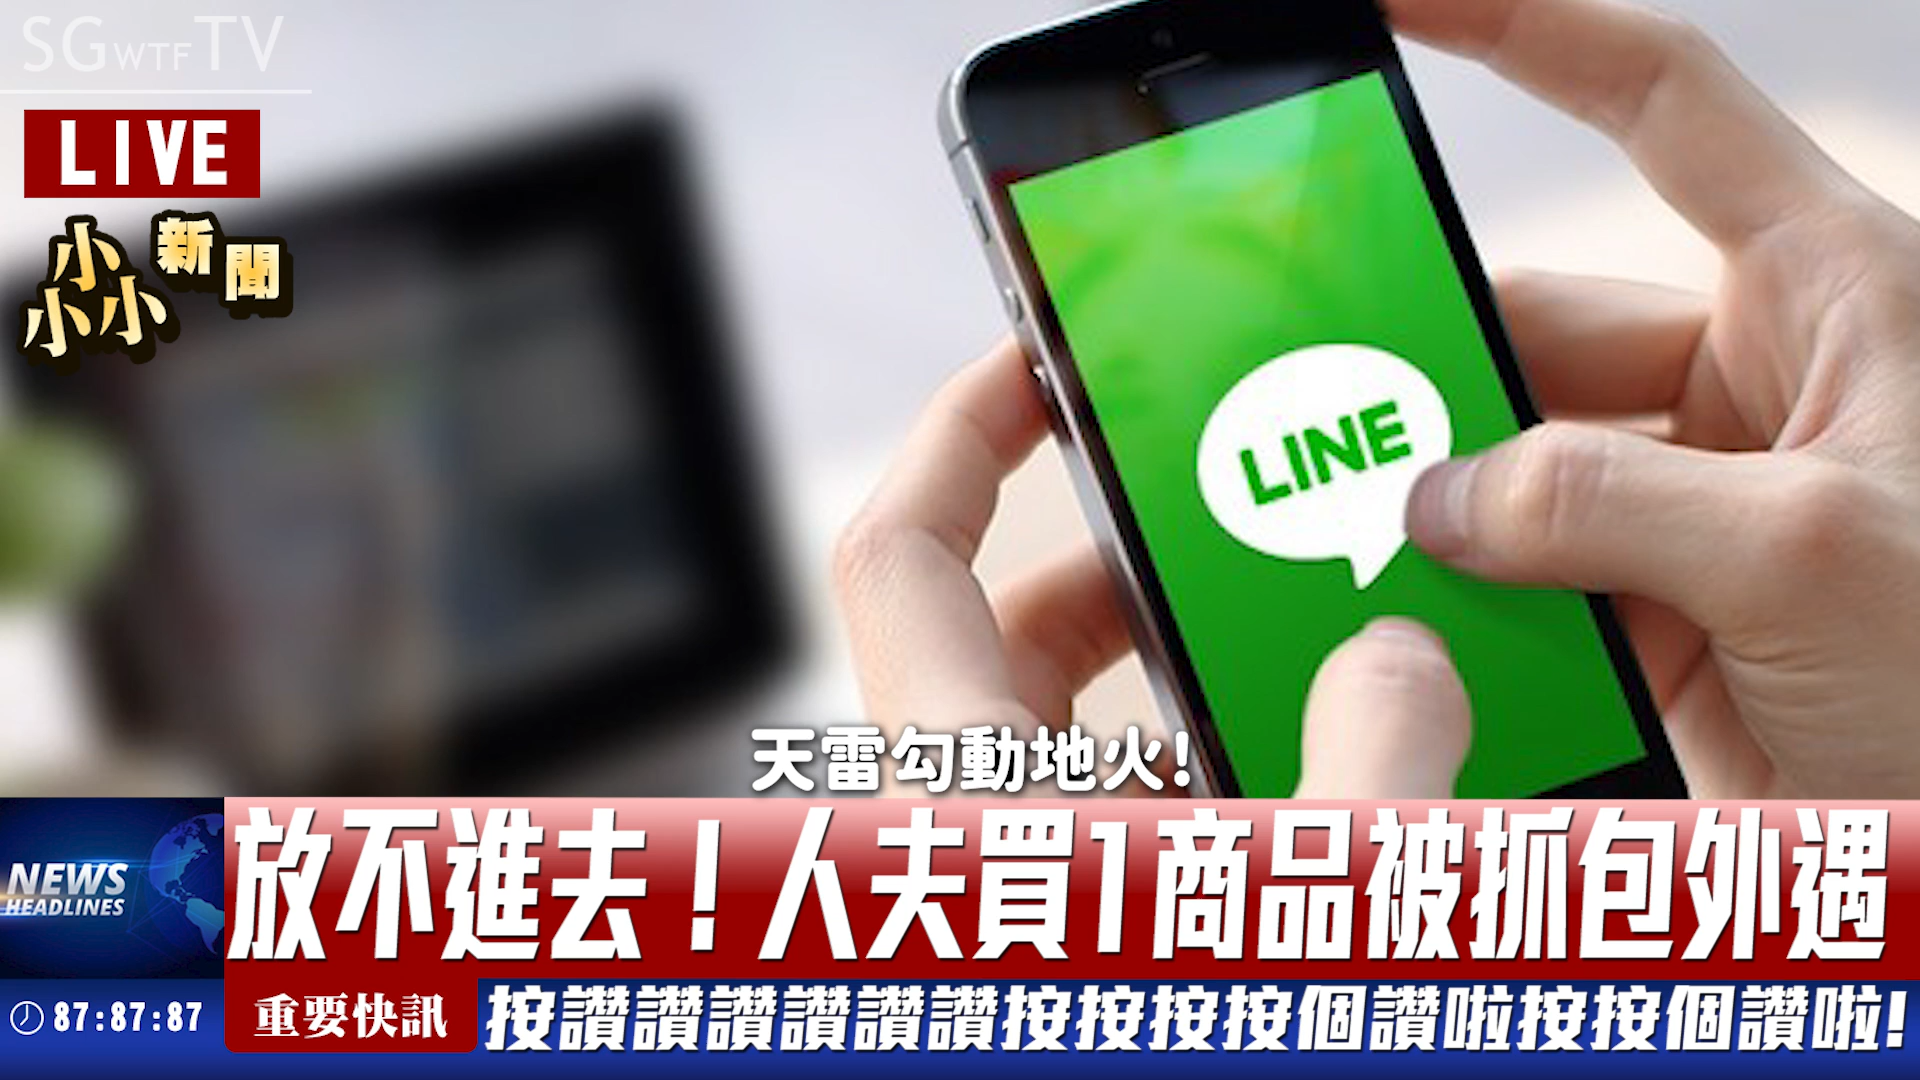 SGWTFTV
LIVE
小小小新聞
LINE
天雷勾動地火!
放不進去!人夫買1商品被抓包外遇
NEWS
HEADLINES
87:87:87
重要快訊
按讚讚讚讚讚讚按按按按個讚啦按按個讚啦!